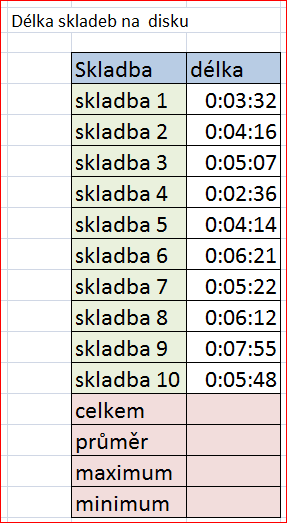 Délka skladeb na  disku
Skladba délka
skladba 1 0:03:32
skladba 2 0:04:16
skladba 3 0:05:07
skladba 4 0:02:36
skladba 5 0:04:14
skladba 6 0:06:21
skladba 7 0:05:22
skladba 8 0:06:12
skladba 9 0:07:55
skladba 10 0:05:48
celkem
průměr
maximum
minimum